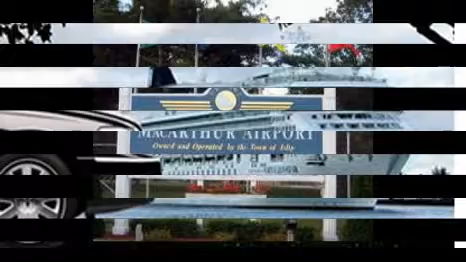 MACARTHUR AIRPORT
Owned and Operated by the Town of Islip